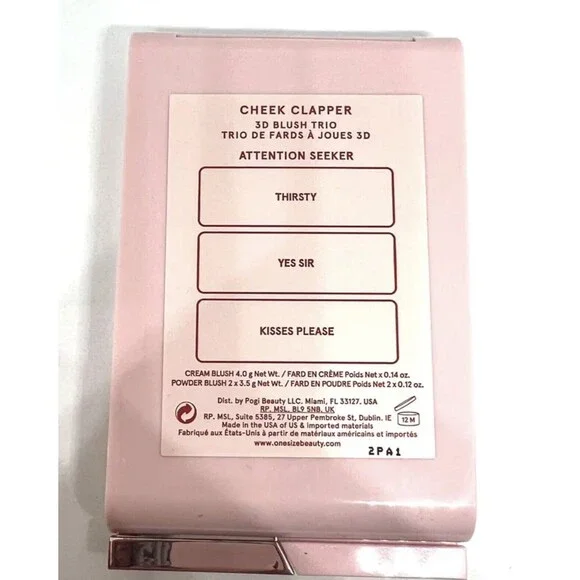 CHEEK CLAPPER
3D BLUSH TRIO
TRIO DE FARDS À JOUES 3D
ATTENTION SEEKER
THIRSTY
YES SIR
KISSES PLEASE
CREAM BLUSH 4.0 g Net Wt. / FARD EN CRÈME Poids Net x 0.14 oz.
POWDER BLUSH 2 x 3.5 g Net Wt. / FARD EN POUDRE Poids Net 2 x 0.12 oz.
Dist. by Pogi Beauty LLC. Miami, FL 33127. USA
RP. MSL, BL9 5NB. UK
RP. MSL, Suite 5385, 27 Upper Pembroke St, Dublin. IE
Made in the USA of US & imported materials
Fabriqué aux États-Unis à partir de matériaux américains et importés
www.onesizebeauty.com
12 M
2PA1